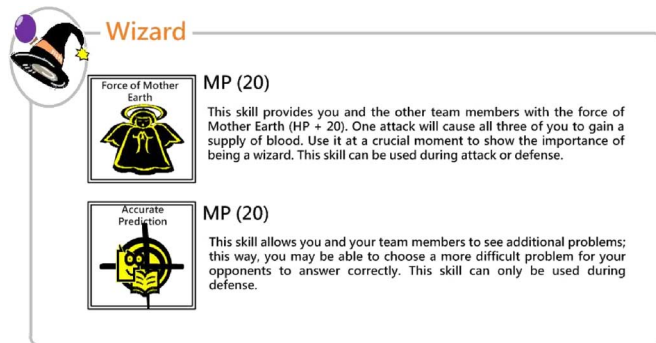 Wizard
Force of Mother
Earth
MP (20)
This skill provides you and the other team members with the force of
Mother Earth (HP + 20). One attack will cause all three of you to gain a
supply of blood. Use it at a crucial moment to show the importance of
being a wizard. This skill can be used during attack or defense.
Accurate
Prediction
MP (20)
This skill allows you and your team members to see additional problems;
this way, you may be able to choose a more difficult problem for your
opponents to answer correctly. This skill can only be used during
defense.